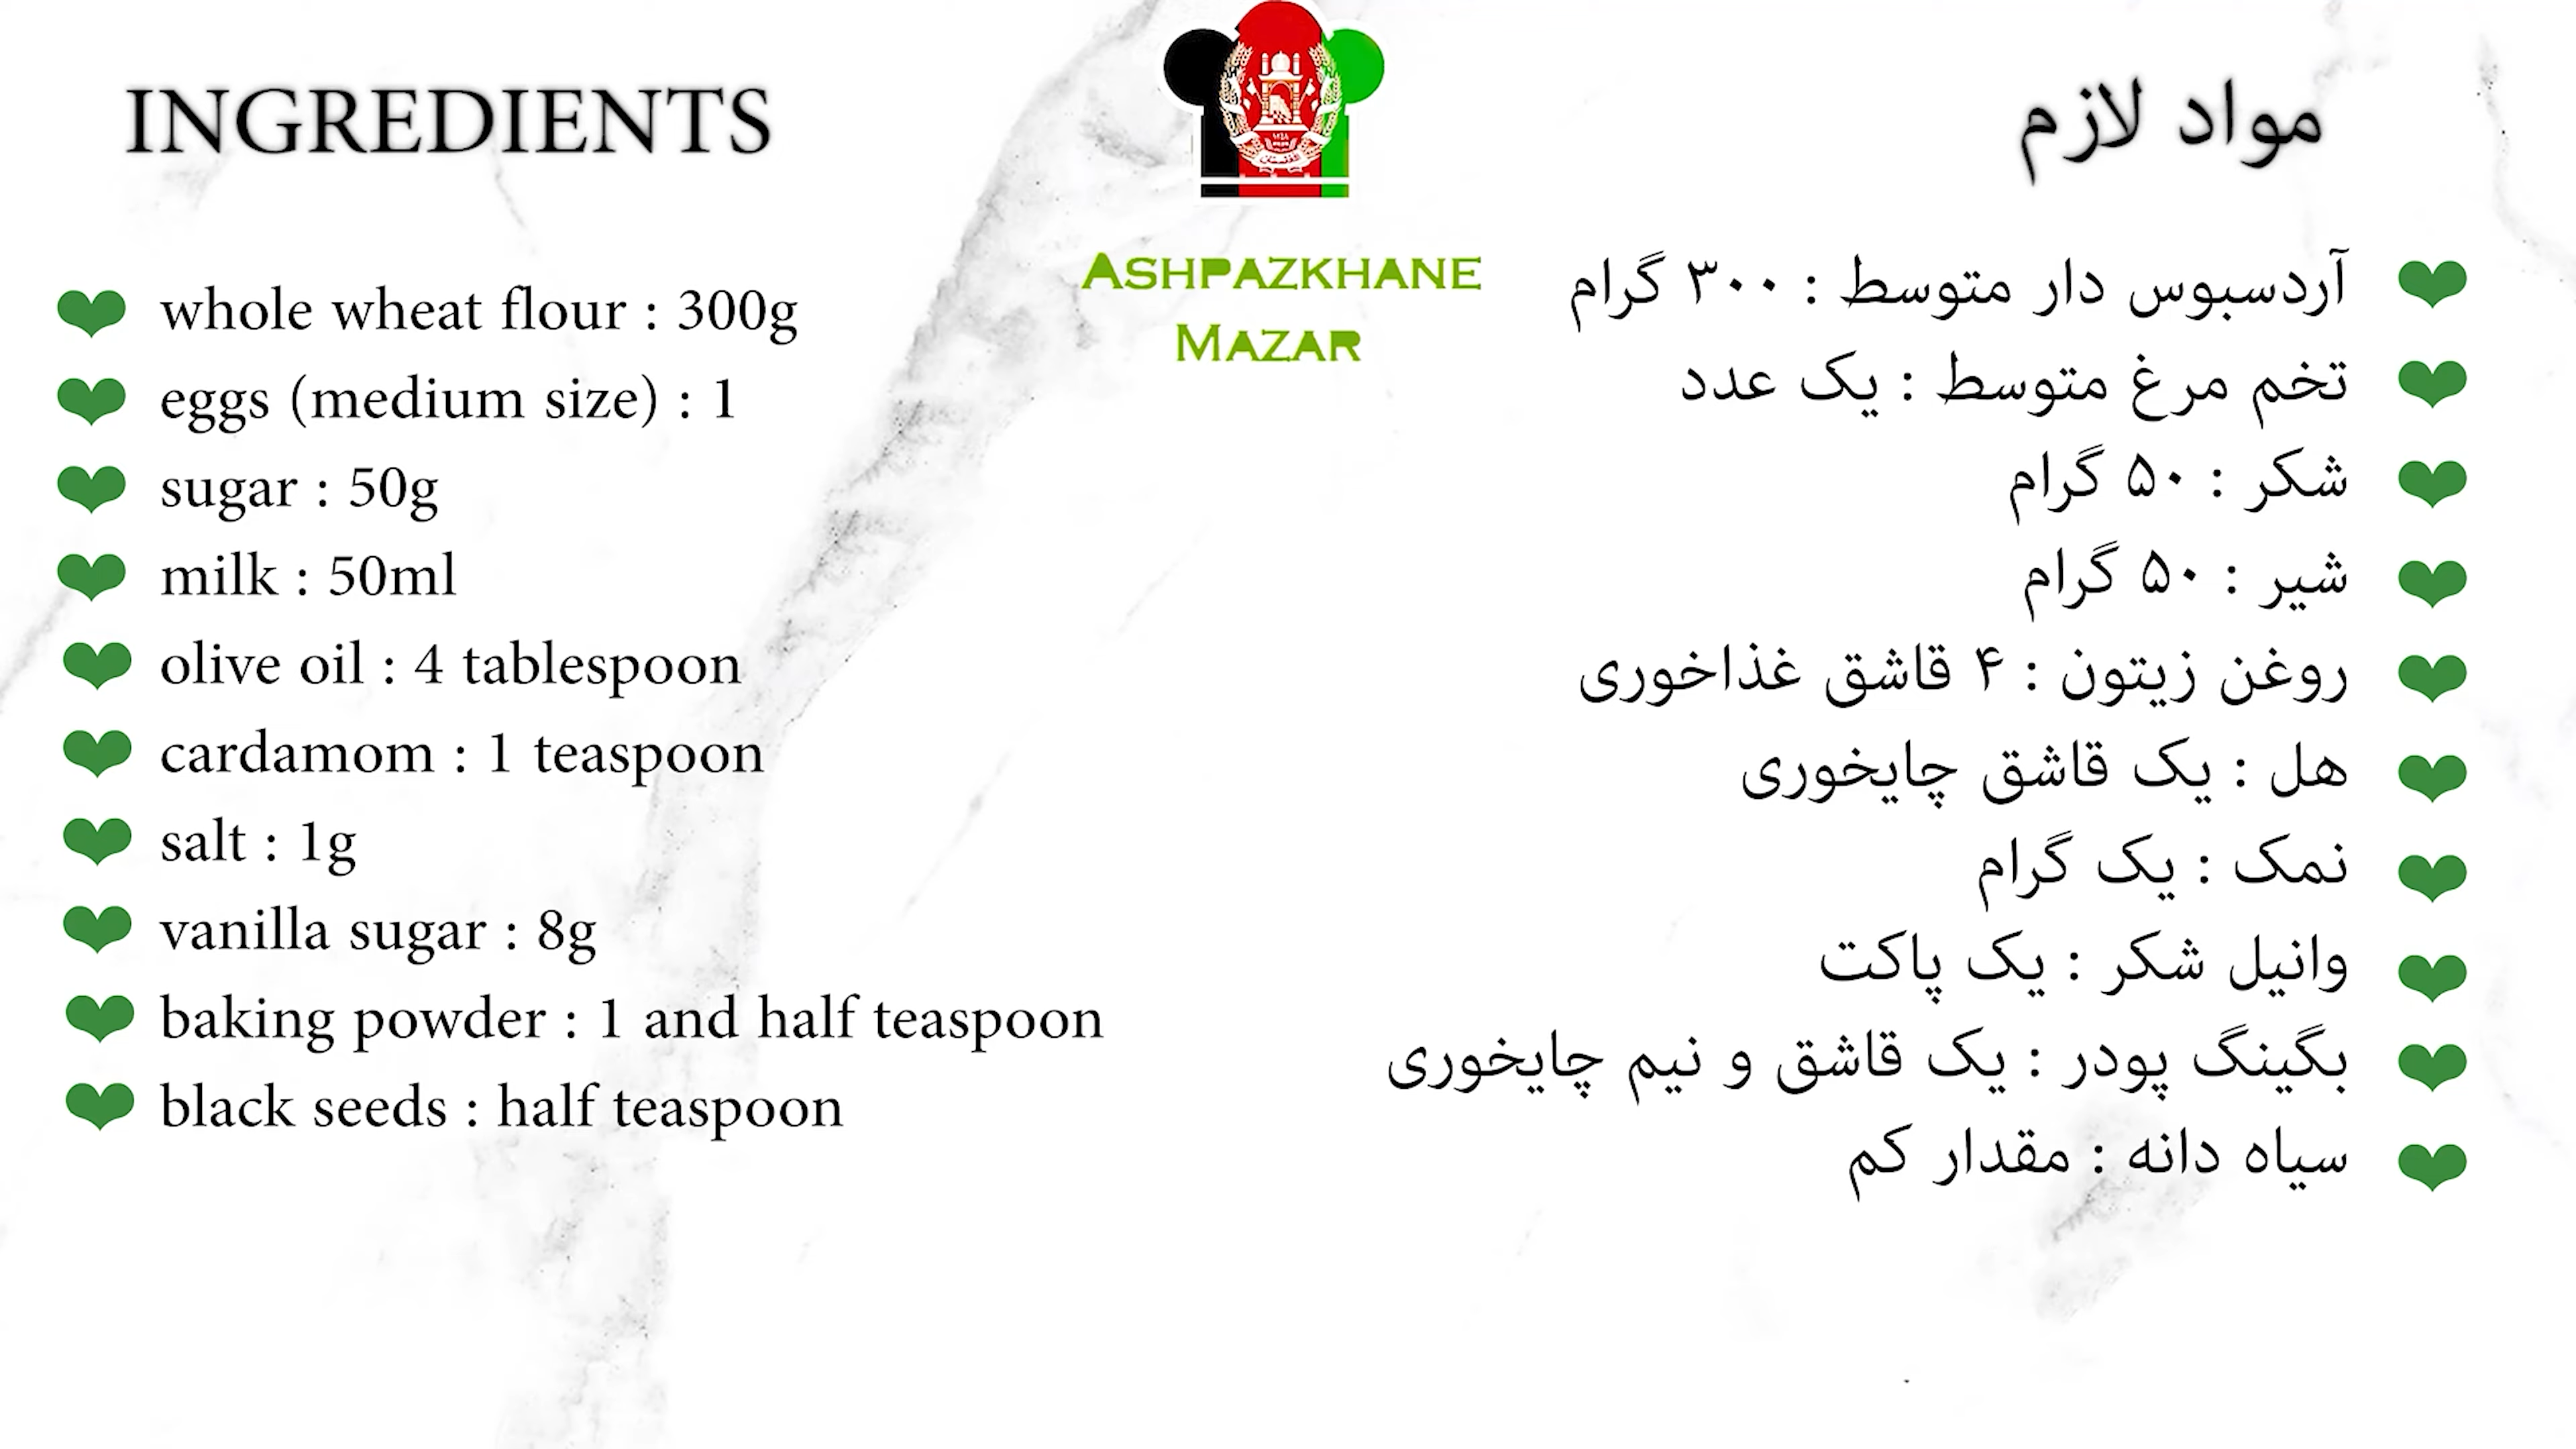 INGREDIENTS
whole wheat flour : 300g
eggs (medium size) : 1
sugar : 50g
milk : 50ml
olive oil : 4 tablespoon
cardamom : 1 teaspoon
salt : 1g
vanilla sugar : 8g
baking powder : 1 and half teaspoon
black seeds : half teaspoon
ASHPAZKHANE
MAZAR
مواد لازم
آردسبوس دار متوسط : ۳۰۰ گرام
تخم مرغ متوسط : یک عدد
شکر : ۵۰ گرام
شیر : ۵۰ گرام
روغن زیتون : ۴ قاشق غذاخوری
هل : یک قاشق چایخوری
نمک : یک گرام
وانیل شکر : یک پاکت
بگینگ پودر : یک قاشق و نیم چایخوری
سیاه دانه : مقدار کم